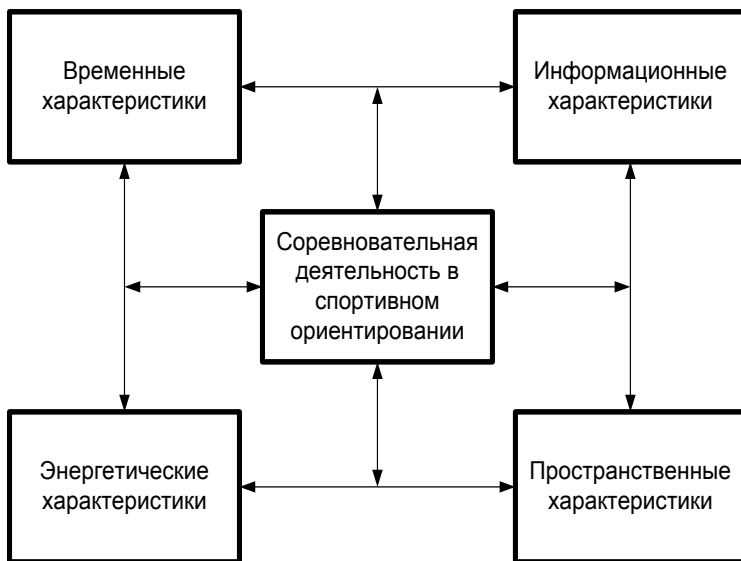 Временные
характеристики
Информационные
характеристики
Соревновательная
деятельность в
спортивном
ориентировании
Энергетические
характеристики
Пространственные
характеристики